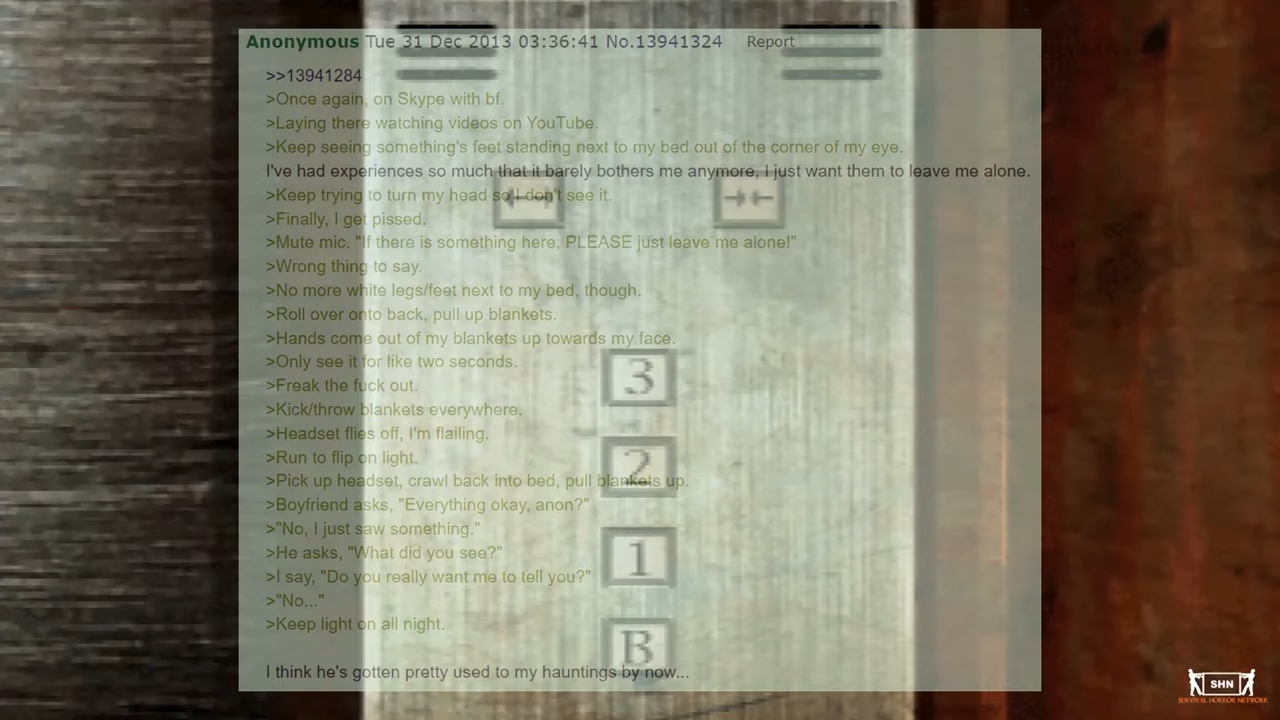 Anonymous Tue 31 Dec 2013 03:36:41 No.13941324 Report
>>13941284
>Once again, on Skype with bf.
>Laying there watching videos on YouTube.
>Keep seeing something's feet standing next to my bed out of the corner of my eye.
I've had experiences so much that it barely bothers me anymore, I just want them to leave me alone.
>Keep trying to turn my head so I don't see it.
>Finally, I get pissed.
>Mute mic. "If there is something here, PLEASE just leave me alone!"
>Wrong thing to say.
>No more white legs/feet next to my bed, though.
>Roll over onto back, pull up blankets.
>Hands come out of my blankets up towards my face.
>Only see it for like two seconds.
>Freak the fuck out.
>Kick/throw blankets everywhere.
>Headset flies off, I'm flailing.
>Run to flip on light.
>Pick up headset, crawl back into bed, pull blankets up.
>Boyfriend asks, "Everything okay, anon?"
>"No, I just saw something."
>He asks, "What did you see?"
>I say, "Do you really want me to tell you?"
>"No..."
>Keep light on all night.
I think he's gotten pretty used to my hauntings by now...
3
2
1
B
SHN
SURVIVAL HORROR NETWORK